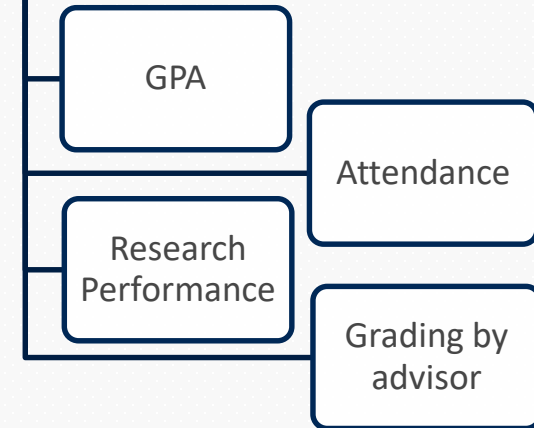 GPA
Attendance
Research
Performance
Grading by
advisor